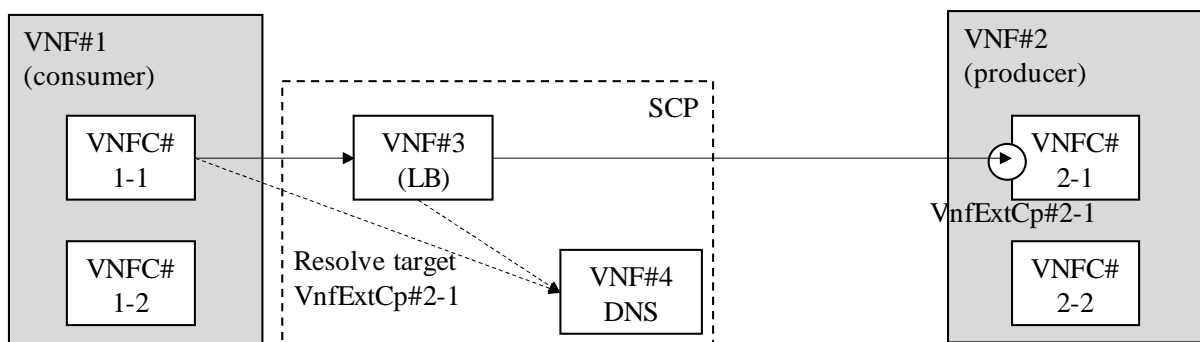 VNF#1
(consumer)
VNFC#
1-1
VNFC#
1-2
SCP
VNF#3
(LB)
Resolve target
VnfExtCp#2-1
VNF#4
DNS
VNF#2
(producer)
VNFC#
2-1
VnfExtCp#2-1
VNFC#
2-2